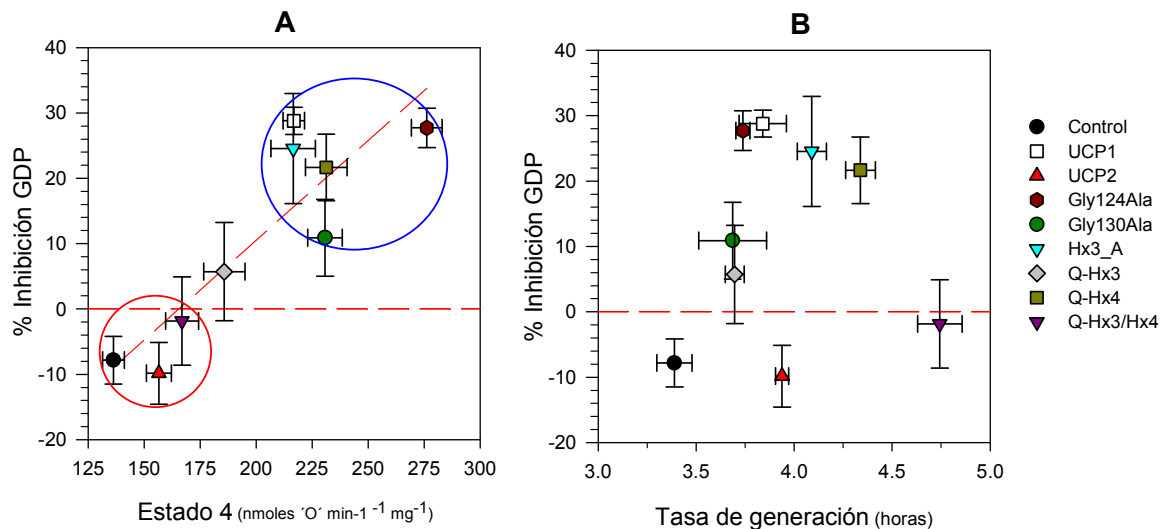 A
B
% Inhibición GDP
40
30
20
10
0
-10
-20
125 150 175 200 225 250 275 300
Estado 4 (nmoles ´O´ min-1 -1 mg-1)
% Inhibición GDP
40
30
20
10
0
-10
-20
3.0 3.5 4.0 4.5 5.0
Tasa de generación (horas)
Control
UCP1
UCP2
Gly124Ala
Gly130Ala
Hx3_A
Q-Hx3
Q-Hx4
Q-Hx3/Hx4